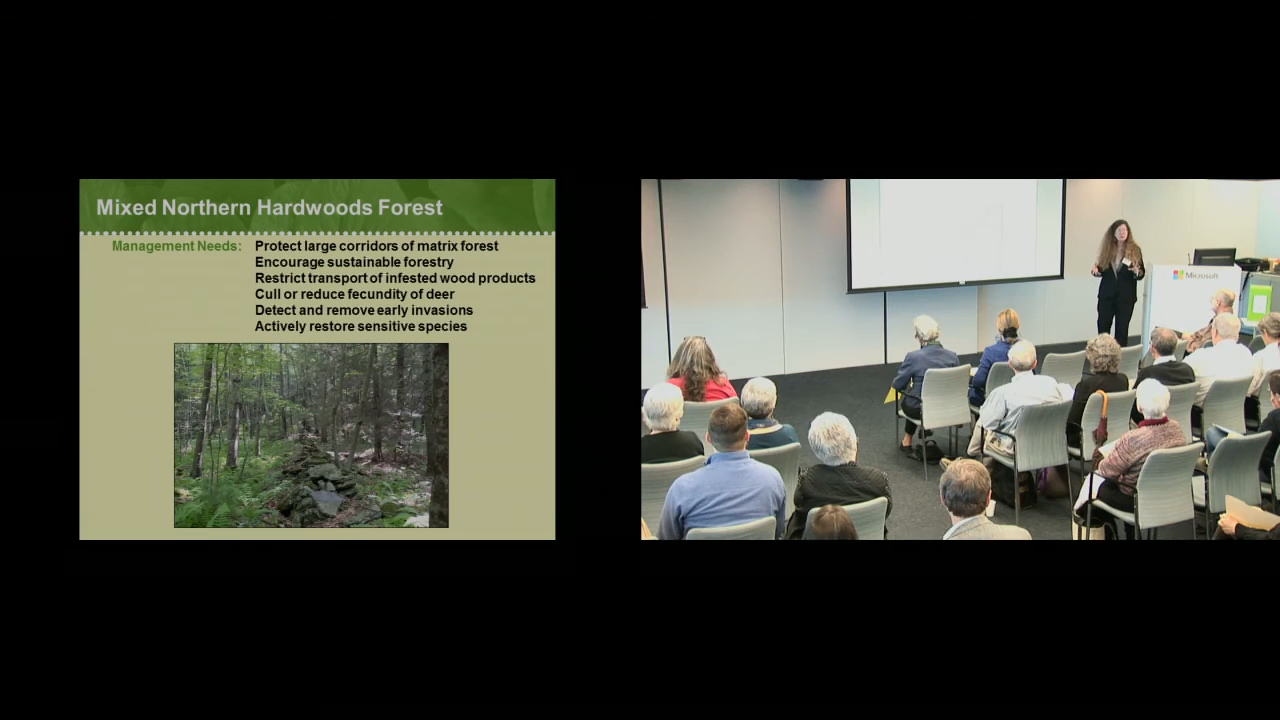 Mixed Northern Hardwoods Forest
Management Needs: Protect large corridors of matrix forest
Encourage sustainable forestry
Restrict transport of infested wood products
Cull or reduce fecundity of deer
Detect and remove early invasions
Actively restore sensitive species
Microsoft